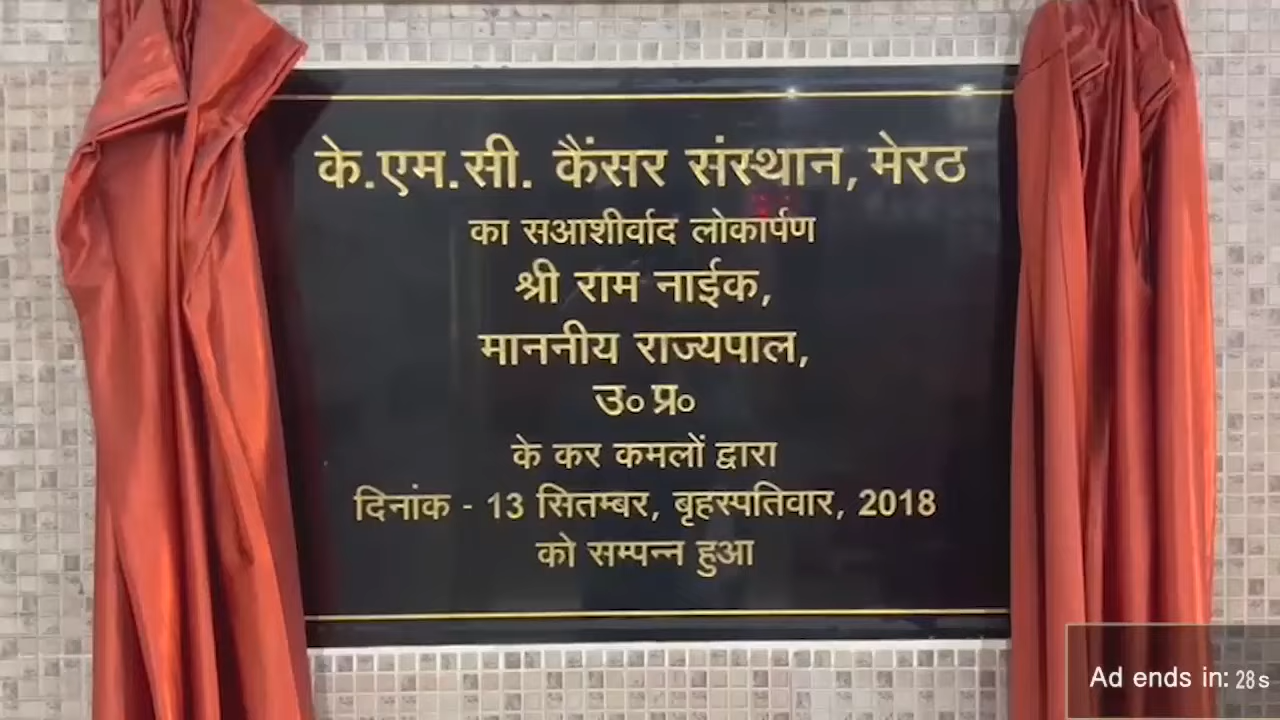 के.एम.सी. कैंसर संस्थान, मेरठ
का सआशीर्वाद लोकार्पण
श्री राम नाईक,
माननीय राज्यपाल,
उ० प्र०
के कर कमलों द्वारा
दिनांक - 13 सितम्बर, बृहस्पतिवार, 2018
को सम्पन्न हुआ
Ad ends in: 28s